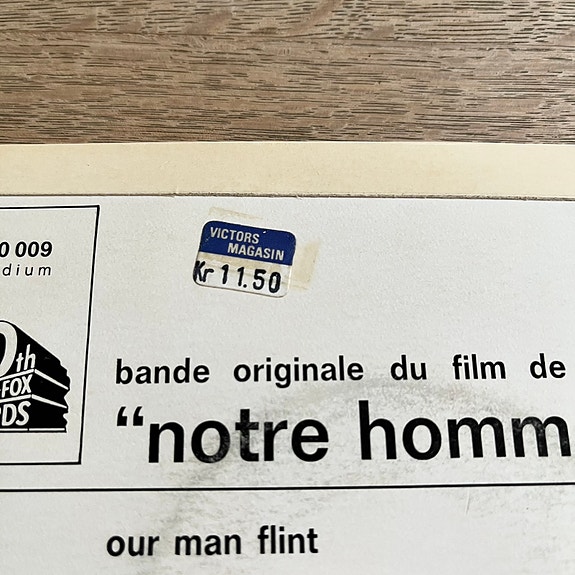 0 009
dium
VICTORS
MAGASIN
Kr 11.50
th
FOX
RDS
bande originale du film de
“notre homm
our man flint